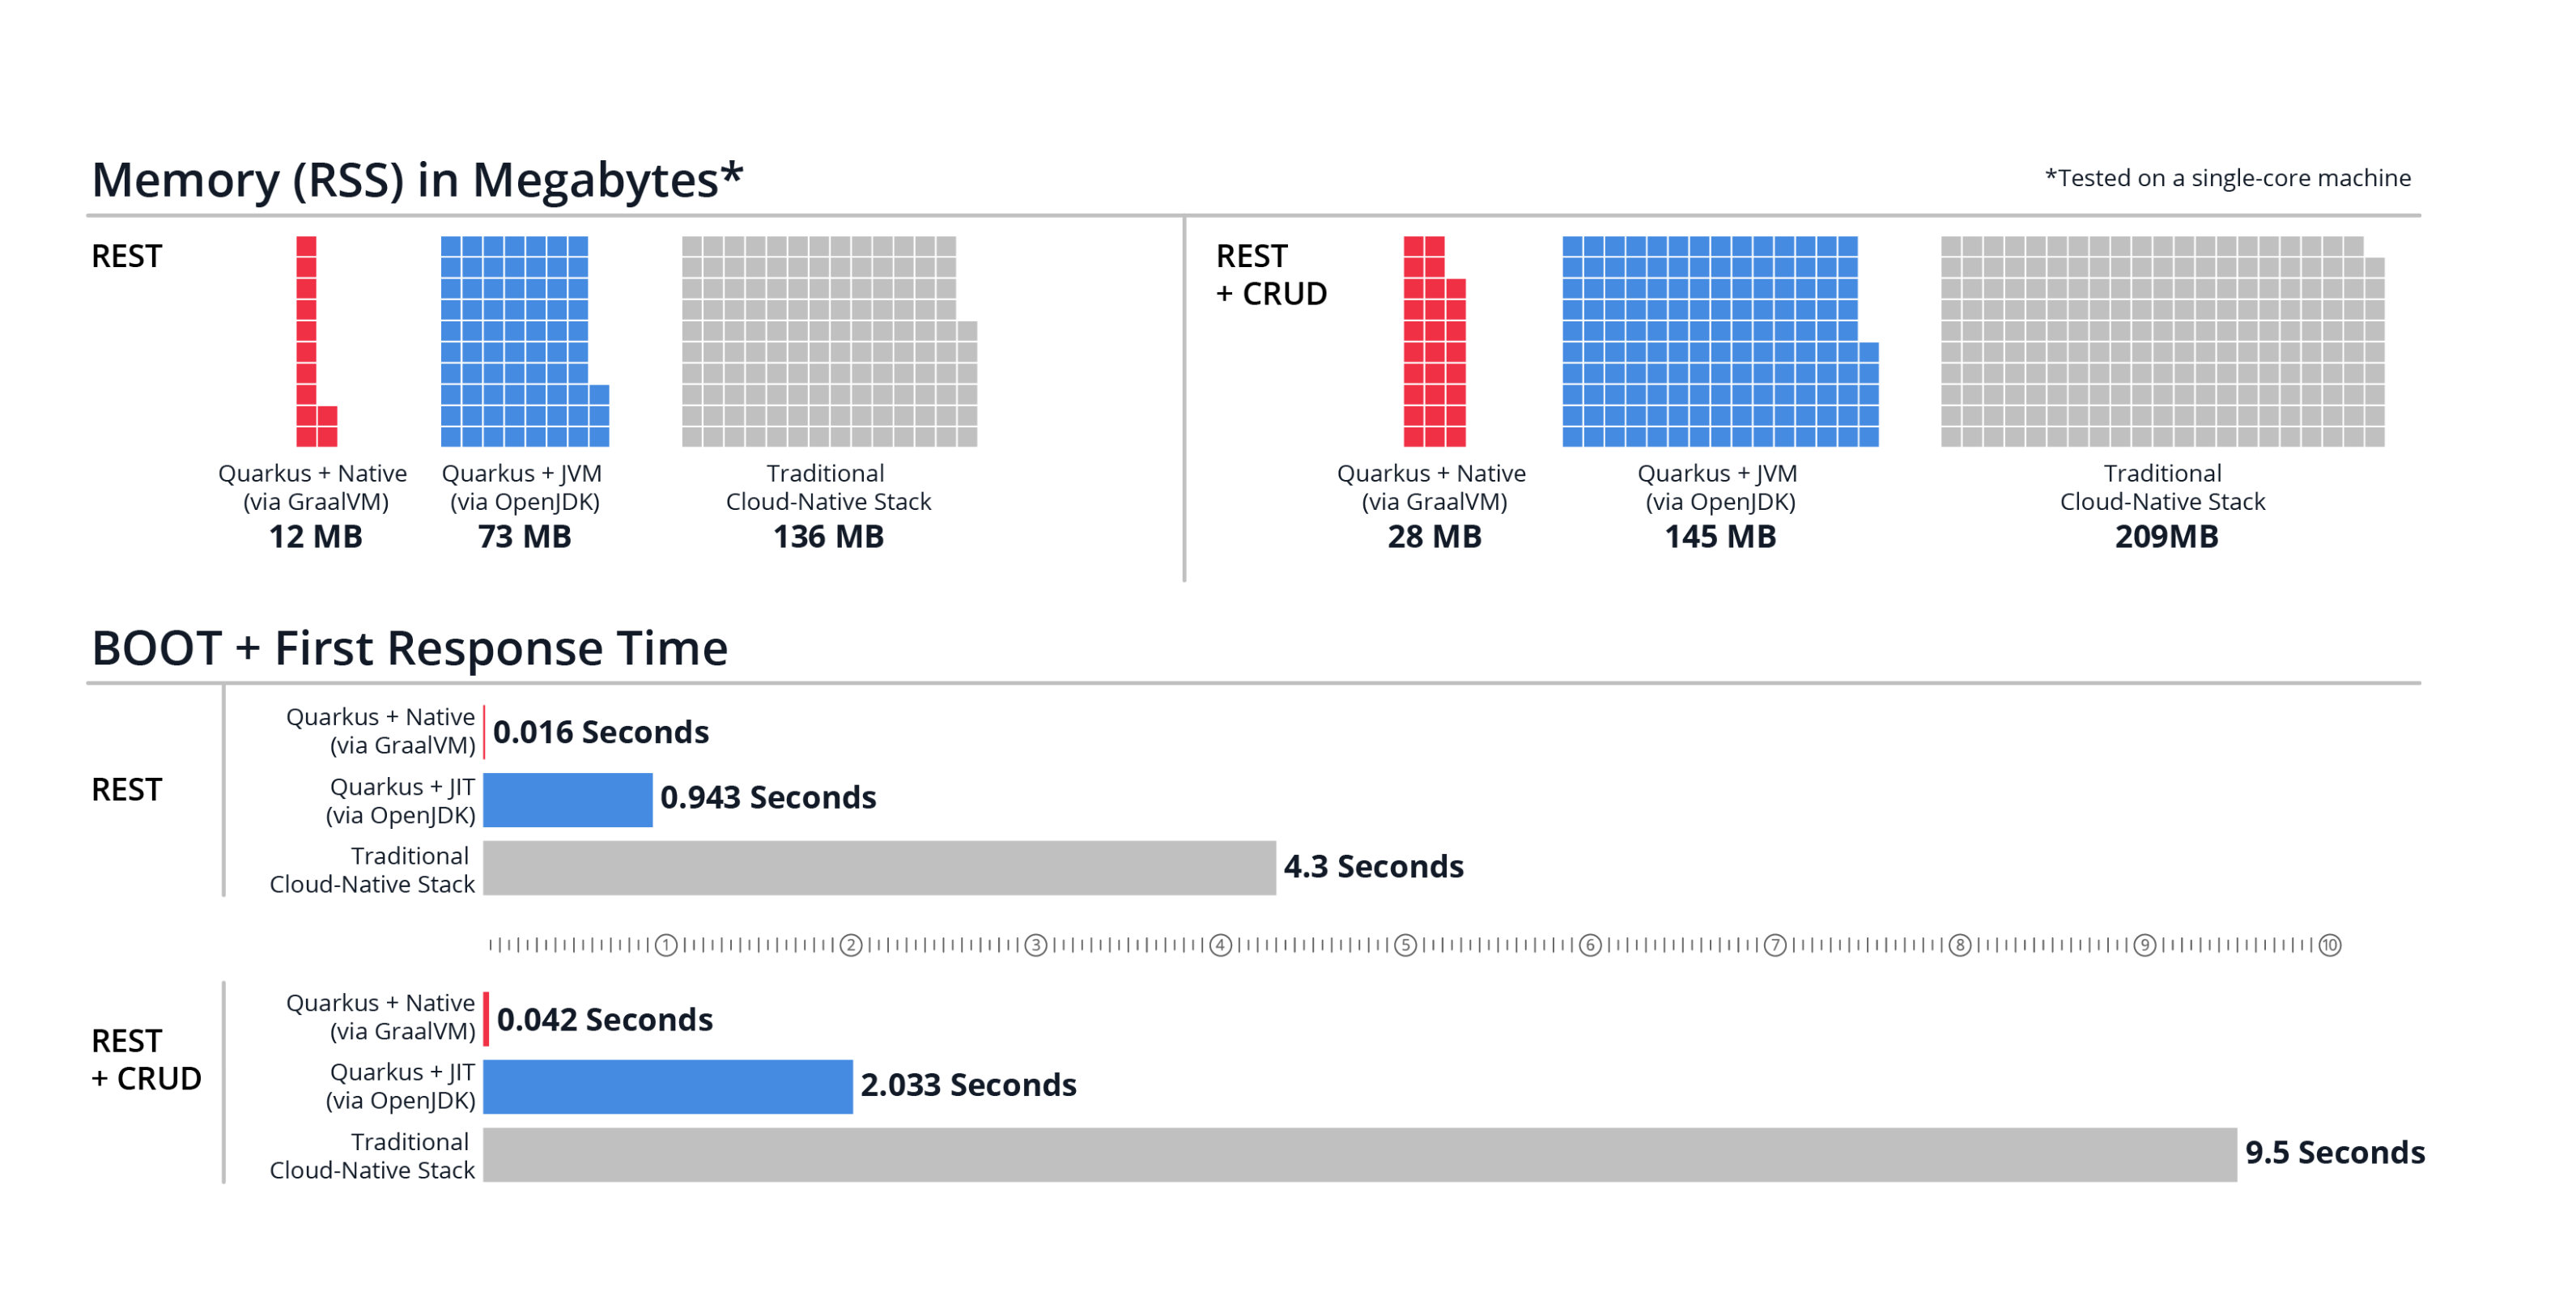 Memory (RSS) in Megabytes*
*Tested on a single-core machine
REST
Quarkus + Native
(via GraalVM)
12 MB
Quarkus + JVM
(via OpenJDK)
73 MB
Traditional
Cloud-Native Stack
136 MB
REST
+ CRUD
Quarkus + Native
(via GraalVM)
28 MB
Quarkus + JVM
(via OpenJDK)
145 MB
Traditional
Cloud-Native Stack
209MB
BOOT + First Response Time
REST
Quarkus + Native
(via GraalVM)
0.016 Seconds
Quarkus + JIT
(via OpenJDK)
0.943 Seconds
Traditional
Cloud-Native Stack
4.3 Seconds
1 2 3 4 5 6 7 8 9 10
REST
+ CRUD
Quarkus + Native
(via GraalVM)
0.042 Seconds
Quarkus + JIT
(via OpenJDK)
2.033 Seconds
Traditional
Cloud-Native Stack
9.5 Seconds